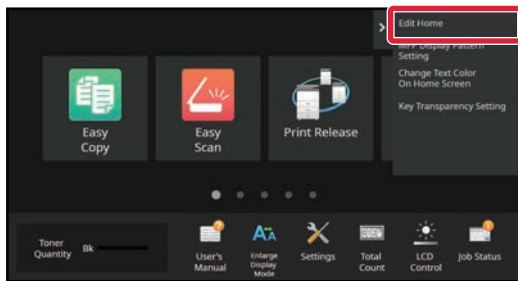 Edit Home
MFP Display Pattern
Setting
Change Text Color
On Home Screen
Key Transparency Setting
Easy
Copy
Easy
Scan
Print Release
Toner
Quantity
Bk
User's
Manual
Enlarge
Display
Mode
Settings
Total
Count
LCD
Control
Job Status